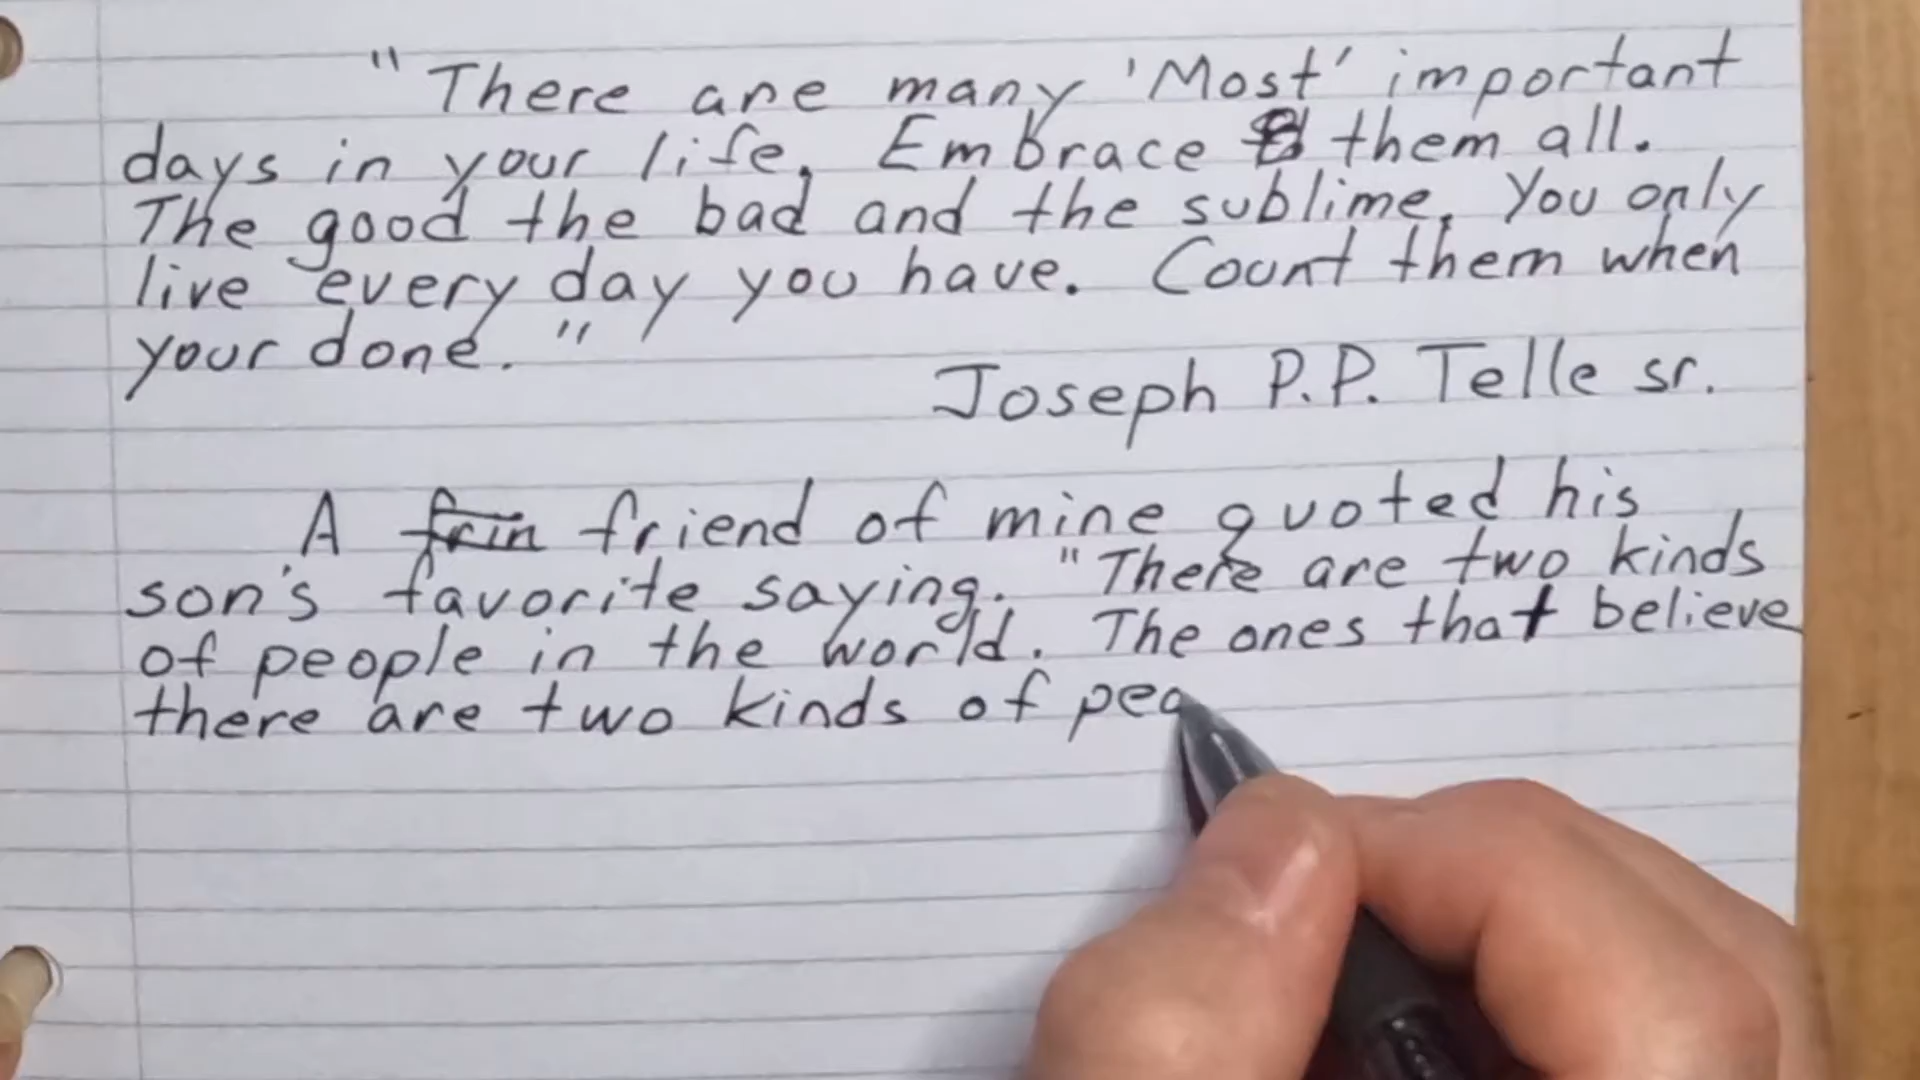 "There are many 'Most' important
days in your life. Embrace them all.
The good the bad and the sublime. You only
live every day you have. Count them when
your done."
Joseph P.P. Telle sr.
A frin friend of mine quoted his
son's favorite saying. "There are two kinds
of people in the world. The ones that believe
there are two kinds of peo